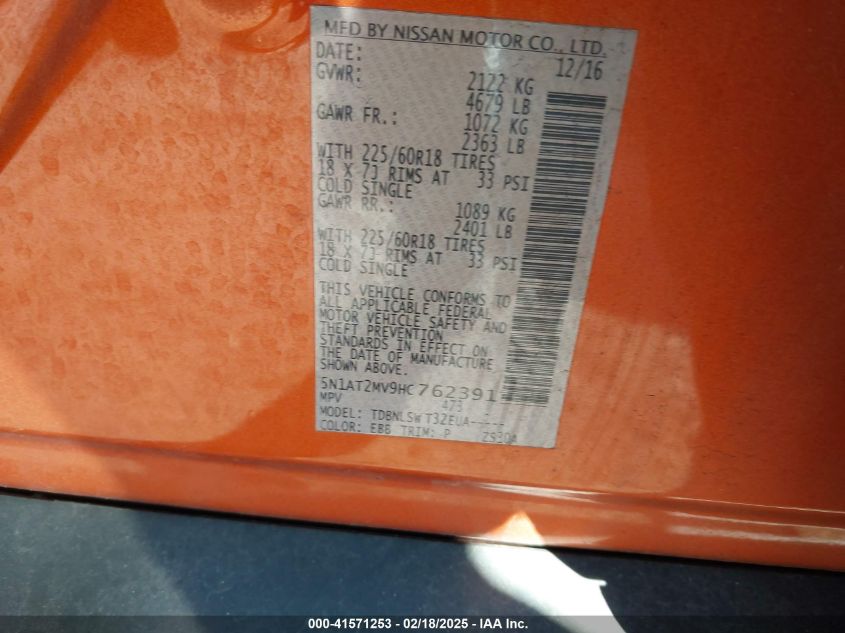 MFD BY NISSAN MOTOR CO., LTD.
DATE: 12/16
GVWR: 2122 KG
4679 LB
GAWR FR.: 1072 KG
2363 LB
WITH 225/60R18 TIRES
18 X 7J RIMS AT 33 PSI
COLD SINGLE
GAWR RR.: 1089 KG
2401 LB
WITH 225/60R18 TIRES
18 X 7J RIMS AT 33 PSI
COLD SINGLE
THIS VEHICLE CONFORMS TO
ALL APPLICABLE FEDERAL
MOTOR VEHICLE SAFETY AND
THEFT PREVENTION
STANDARDS IN EFFECT ON
THE DATE OF MANUFACTURE
SHOWN ABOVE.
5N1AT2MV9HC762391
MPV 473
MODEL: TDBNLSWT32EUA-----
COLOR: EBB TRIM: P
000-41571253 - 02/18/2025 - IAA Inc.